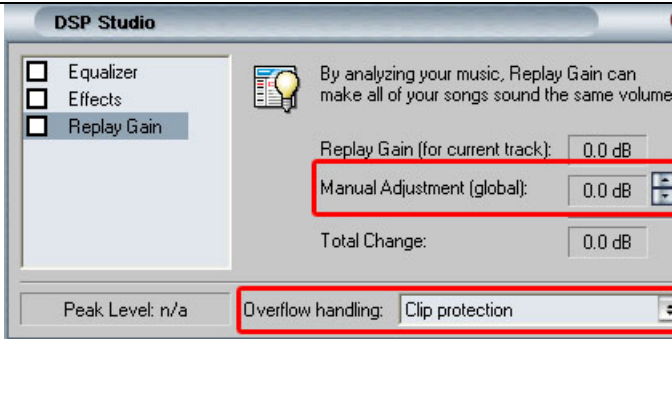 DSP Studio
Equalizer
Effects
Replay Gain
By analyzing your music, Replay Gain can
make all of your songs sound the same volume
Replay Gain (for current track): 0.0 dB
Manual Adjustment (global): 0.0 dB
Total Change: 0.0 dB
Peak Level: n/a Overflow handling: Clip protection